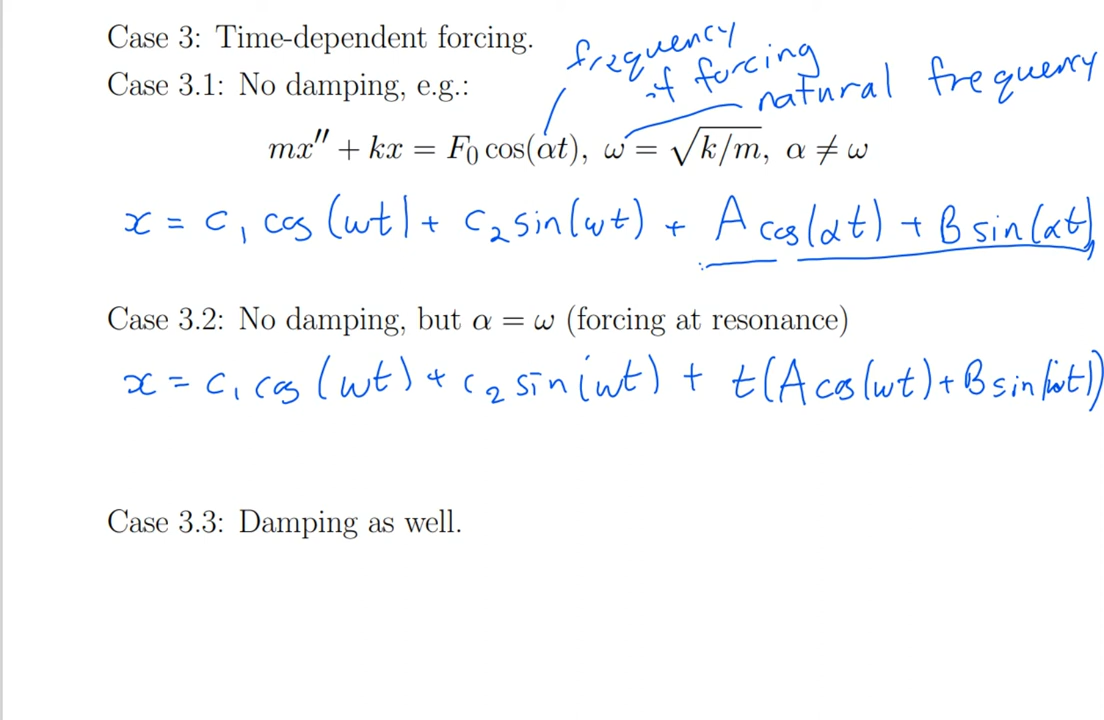 Case 3: Time-dependent forcing.
frequency of forcing
Case 3.1: No damping, e.g.:
natural frequency
mx″ + kx = F₀ cos(αt), ω = √k/m, α ≠ ω
x = c₁ cos(ωt) + c₂ sin(ωt) + A cos(αt) + B sin(αt)
Case 3.2: No damping, but α = ω (forcing at resonance)
x = c₁ cos(ωt) + c₂ sin(ωt) + t(A cos(ωt) + B sin(ωt))
Case 3.3: Damping as well.